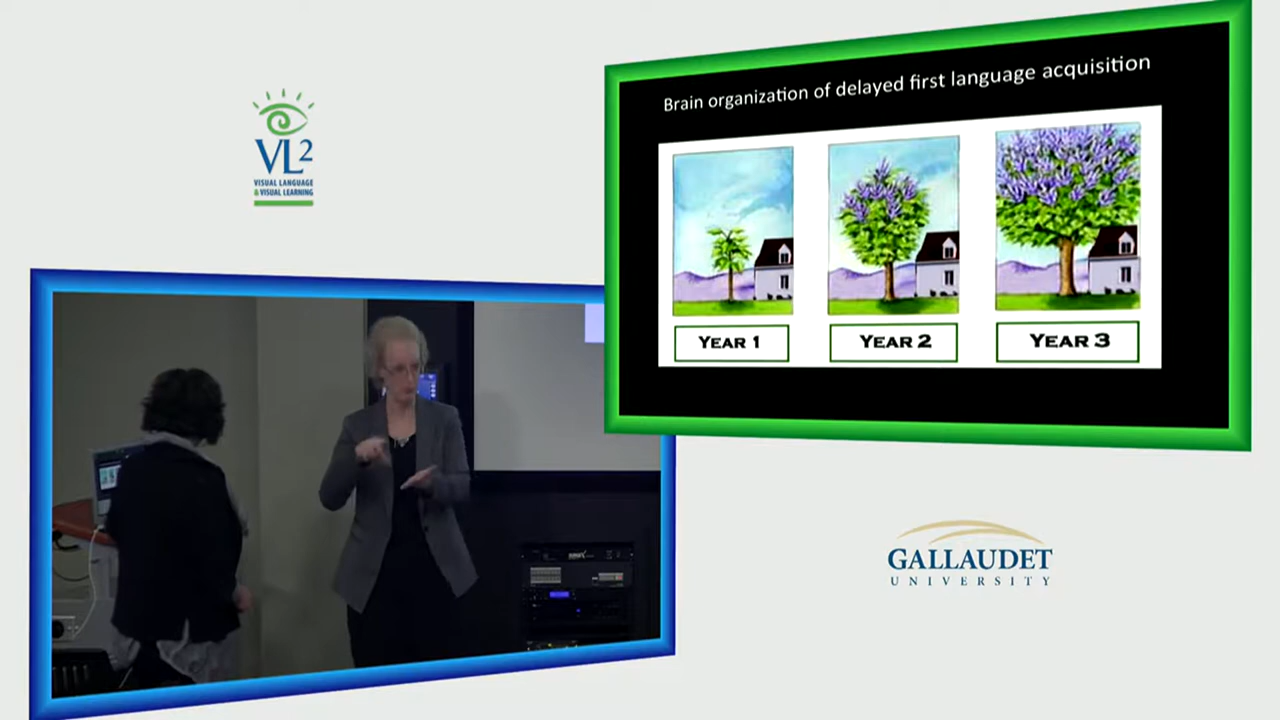 Brain organization of delayed first language acquisition
YEAR 1
YEAR 2
YEAR 3
VL2
VISUAL LANGUAGE
& VISUAL LEARNING
GALLAUDET
UNIVERSITY